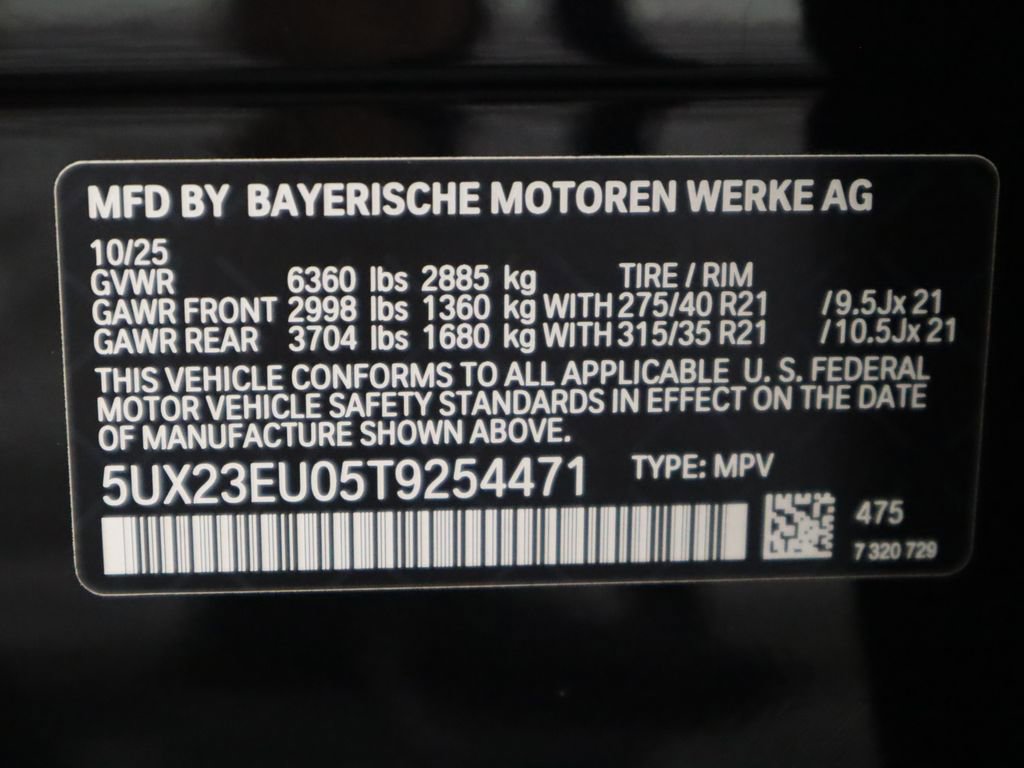 MFD BY BAYERISCHE MOTOREN WERKE AG
10/25
GVWR 6360 lbs 2885 kg TIRE / RIM
GAWR FRONT 2998 lbs 1360 kg WITH 275/40 R21 /9.5Jx 21
GAWR REAR 3704 lbs 1680 kg WITH 315/35 R21 /10.5Jx 21
THIS VEHICLE CONFORMS TO ALL APPLICABLE U. S. FEDERAL
MOTOR VEHICLE SAFETY STANDARDS IN EFFECT ON THE DATE
OF MANUFACTURE SHOWN ABOVE.
5UX23EU05T9254471 TYPE: MPV
475
7 320 729